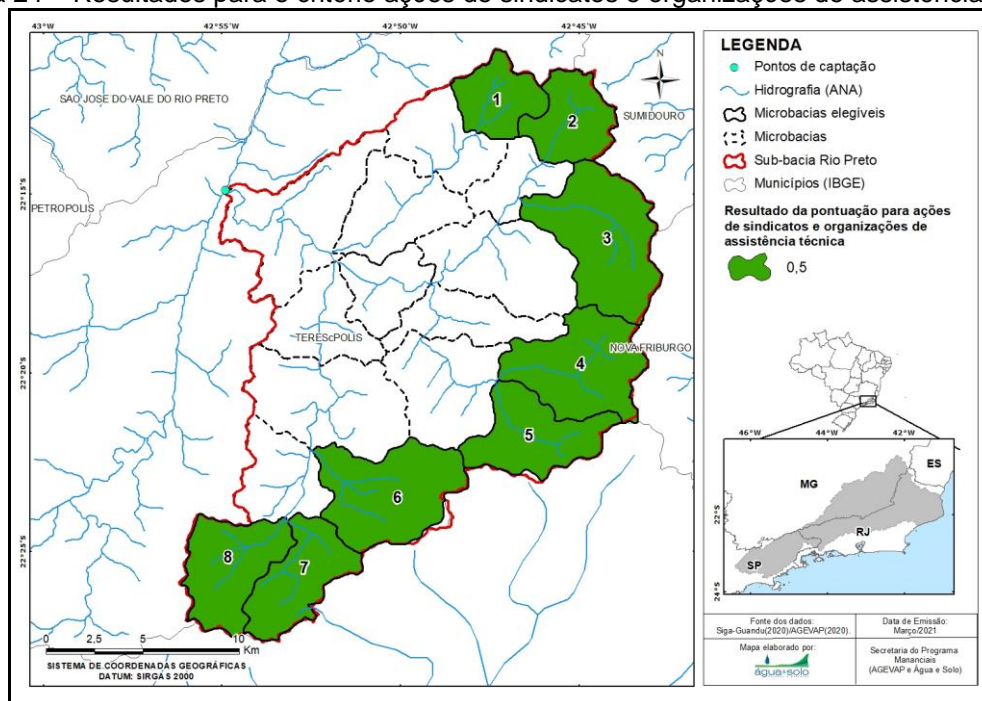 24 – Resultados para o critério ações de sindicatos e organizações de assistência
43°W
42°55'W
42°50'W
42°45'W
N
SAO JOSE DO VALE DO RIO PRETO
SUMIDOURO
PETROPOLIS
TEREScPOLIS
NOVA FRIBURGO
22°15'S
22°20'S
22°25'S
1
2
3
4
5
6
7
8
0 2,5 5 10
Km
SISTEMA DE COORDENADAS GEOGRÁFICAS
DATUM: SIRGAS 2000
LEGENDA
Pontos de captação
Hidrografia (ANA)
Microbacias elegíveis
Microbacias
Sub-bacia Rio Preto
Municípios (IBGE)
Resultado da pontuação para ações
de sindicatos e organizações de
assistência técnica
0,5
46°W
44°W
42°W
22°S
24°S
MG
ES
RJ
SP
Fonte dos dados:
Siga-Guandu(2020)/AGEVAP(2020).
Data de Emissão:
Março/2021
Mapa elaborado por:
água e solo
Secretaria do Programa
Mananciais
(AGEVAP e Água e Solo)